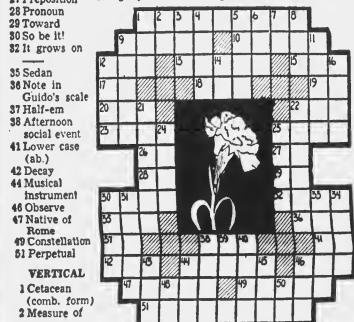 27 Preposition
28 Pronoun
29 Toward
30 So be it!
32 It grows on
35 Sedan
36 Note in
Guido's scale
37 Half-em
38 Afternoon
social event
41 Lower case
(ab.)
42 Decay
44 Musical
instrument
46 Observe
47 Native of
Rome
49 Constellation
51 Perpetual
VERTICAL
1 Cetacean
(comb. form)
2 Measure of
1 2 3 4 5 6 7 8
9 10 11
12 13 14 15 16
17 18 19
20 21 22
23 24 25
26 27
28 29
30 31 32 33 34
35 36
37 38 39 40 41
42 43 44 45 46
47 48 49 50
51